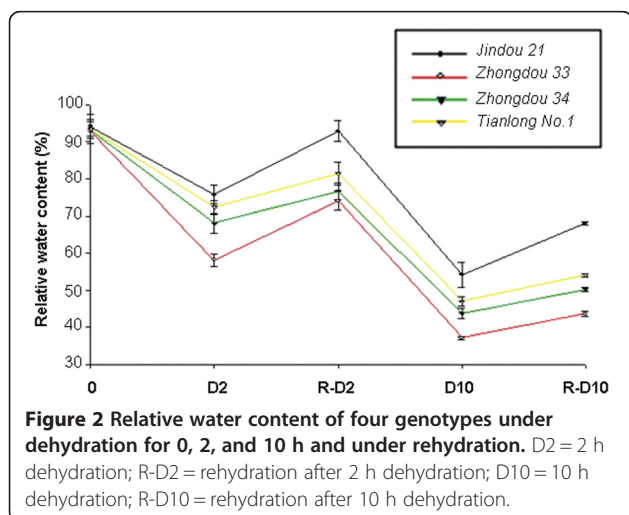 Jindou 21
Zhongdou 33
Zhongdou 34
Tianlong No.1
Relative water content (%)
100
90
80
70
60
50
40
30
0 D2 R-D2 D10 R-D10
Figure 2 Relative water content of four genotypes under
dehydration for 0, 2, and 10 h and under rehydration. D2 = 2 h
dehydration; R-D2 = rehydration after 2 h dehydration; D10 = 10 h
dehydration; R-D10 = rehydration after 10 h dehydration.